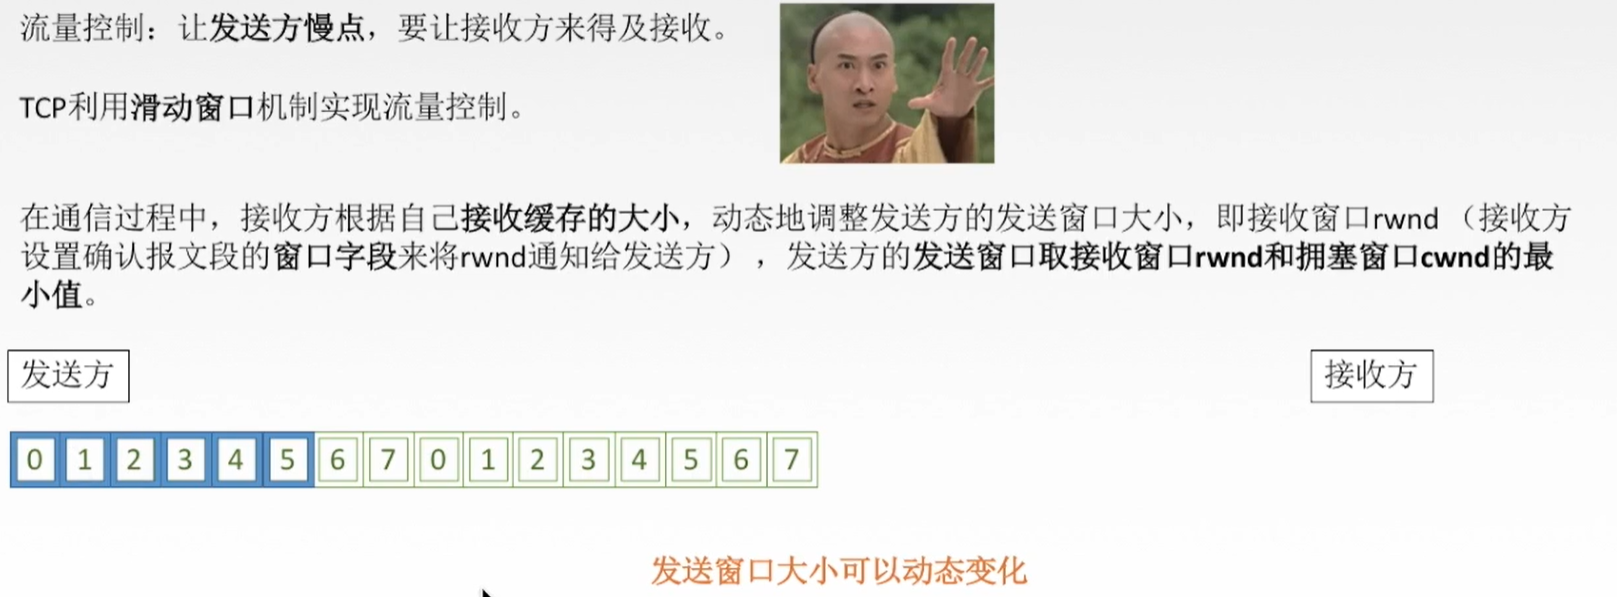 流量控制：让发送方慢点，要让接收方来得及接收。
TCP利用滑动窗口机制实现流量控制。
在通信过程中，接收方根据自己接收缓存的大小，动态地调整发送方的发送窗口大小，即接收窗口rwnd（接收方
设置确认报文段的窗口字段来将rwnd通知给发送方），发送方的发送窗口取接收窗口rwnd和拥塞窗口cwnd的最
小值。
发送方 接收方
0 1 2 3 4 5 6 7 0 1 2 3 4 5 6 7
发送窗口大小可以动态变化